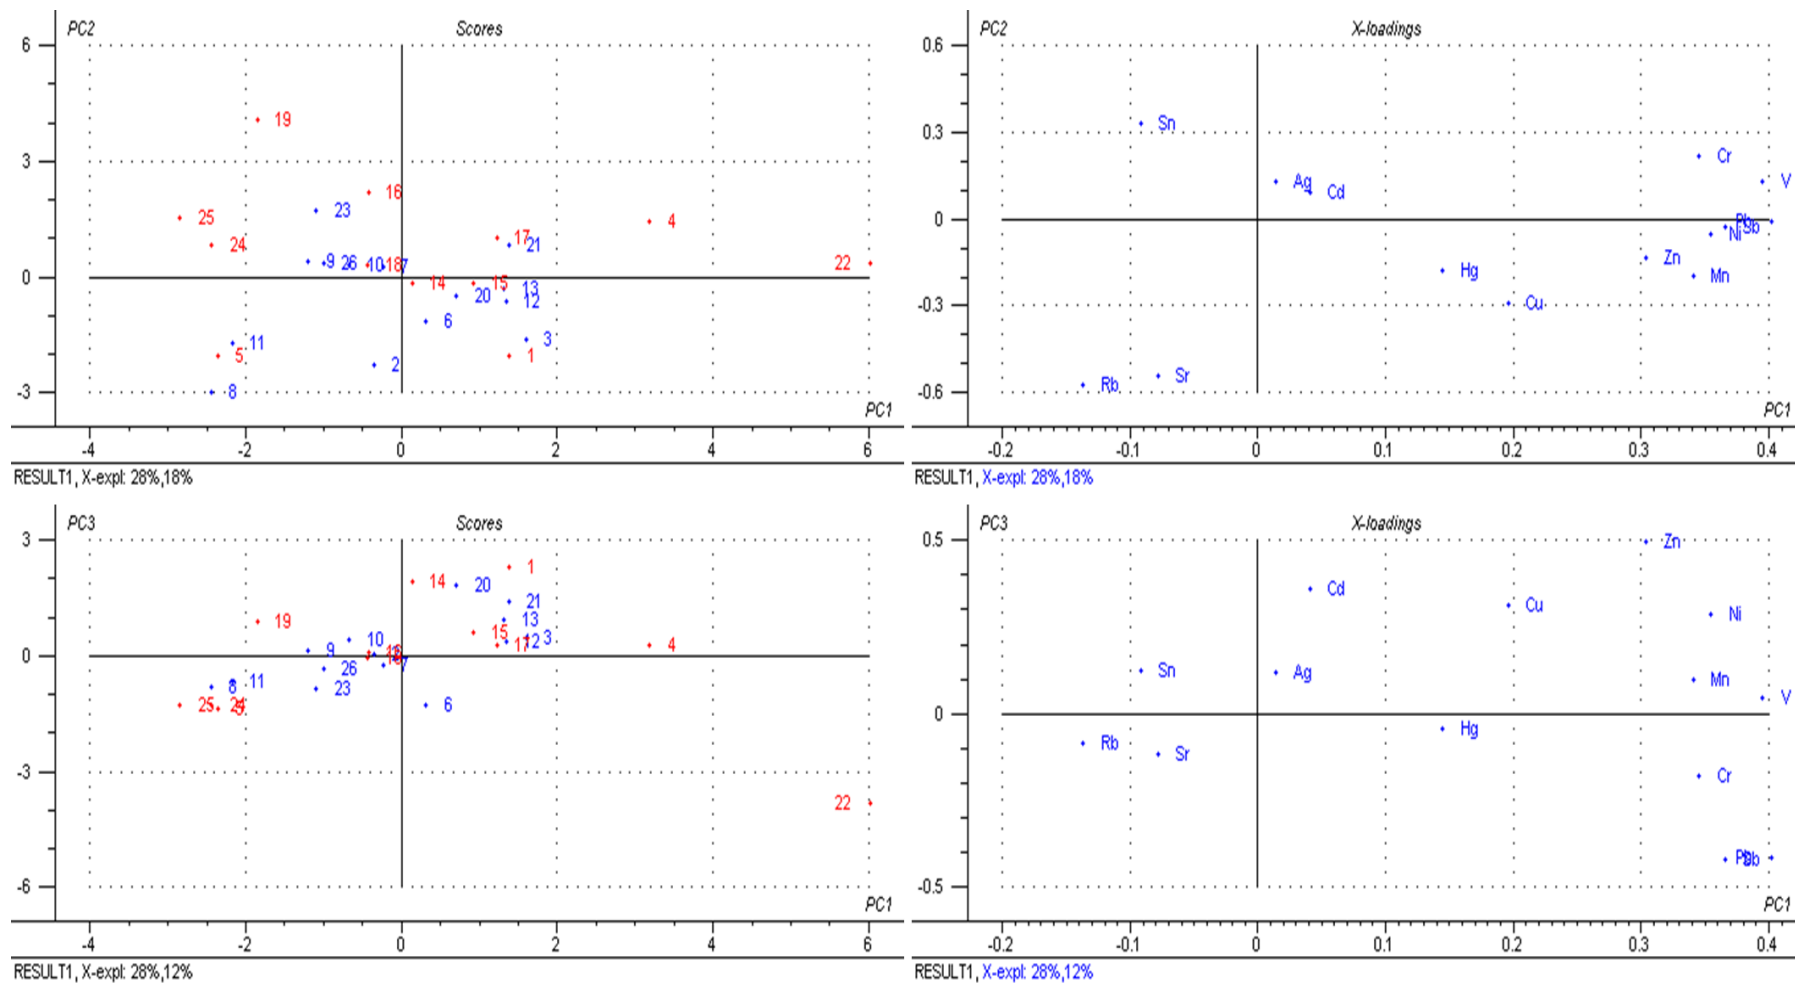 PC2 Scores
6
19
3
16
25 23
4
17
24 21
9 26 10 18 7 22
0
14 15
20 13
12
6
11 3
5 1
2
-3 8
PC1
-4 -2 0 2 4 6
RESULT1, X-expl: 28%,18%
PC2 X-loadings
0.6
0.3 Sn
Cr
Ag V
Cd
0 Pb
Sb
Ni
Zn
Hg Mn
-0.3 Cu
Sr
Rb
-0.6
PC1
-0.2 -0.1 0 0.1 0.2 0.3 0.4
RESULT1, X-expl: 28%,18%
PC3 Scores
3
1
14 20
21
19 13
15
10 12 3
9 17 4
0 16
7
26
8 11 23
25 24 5 6
-3
22
-6
PC1
-4 -2 0 2 4 6
RESULT1, X-expl: 28%,12%
PC3 X-loadings
0.5 Zn
Cd
Cu
Ni
Sn Ag
Mn
V
0
Hg
Rb
Sr
Cr
Pb Sb
-0.5
PC1
-0.2 -0.1 0 0.1 0.2 0.3 0.4
RESULT1, X-expl: 28%,12%